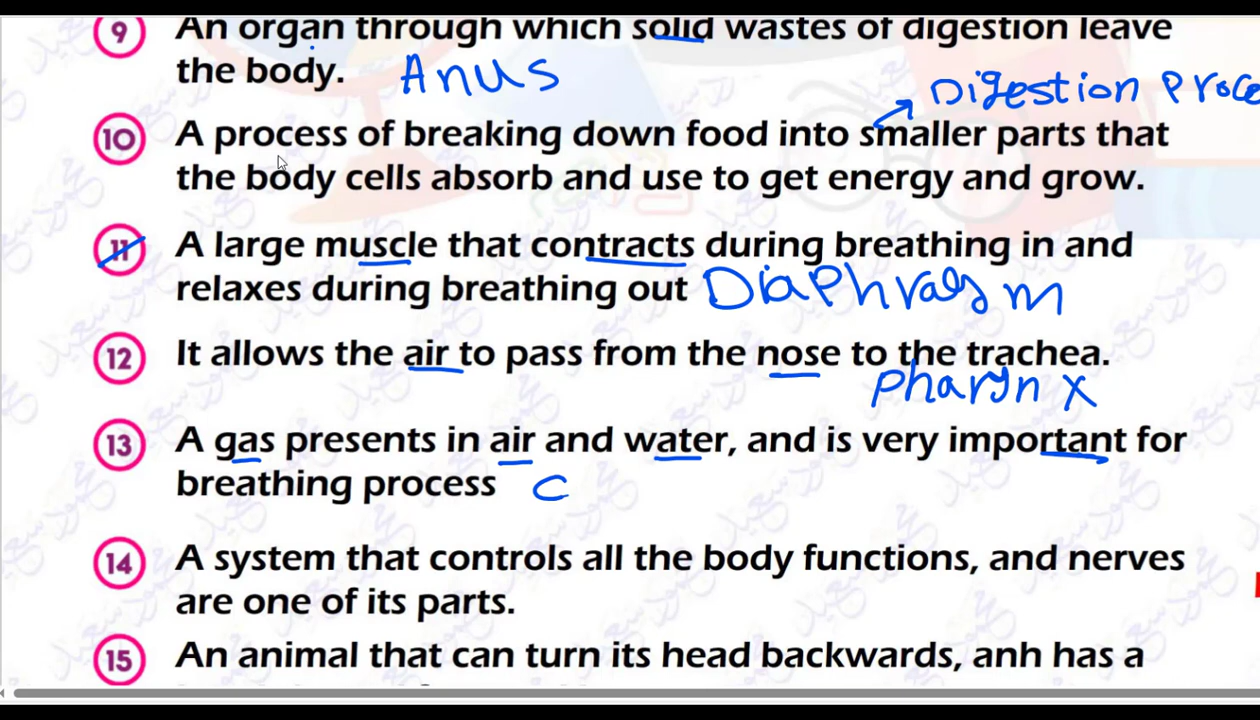 9 An organ through which solid wastes of digestion leave
the body. Anus
Digestion Proce
10 A process of breaking down food into smaller parts that
the body cells absorb and use to get energy and grow.
11 A large muscle that contracts during breathing in and
relaxes during breathing out Diaphragm
12 It allows the air to pass from the nose to the trachea.
Pharynx
13 A gas presents in air and water, and is very important for
breathing process C
14 A system that controls all the body functions, and nerves
are one of its parts.
15 An animal that can turn its head backwards, anh has a